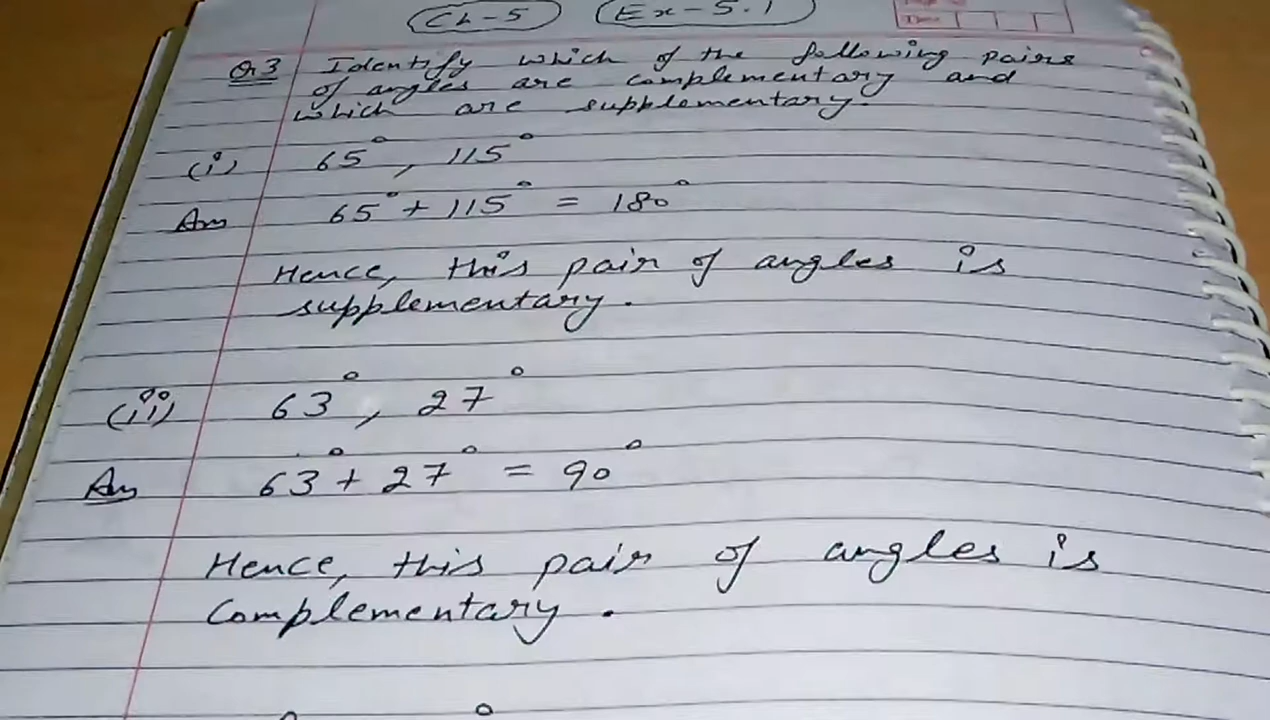 Ch-5 Ex-5.1
Q3 Identify which of the following pairs
of angles are complementary and
which are supplementary.
(i) 65°, 115°
Ans 65° + 115° = 180°
Hence, this pair of angles is
supplementary.
(ii) 63°, 27°
Ans 63° + 27° = 90°
Hence, this pair of angles is
Complementary.